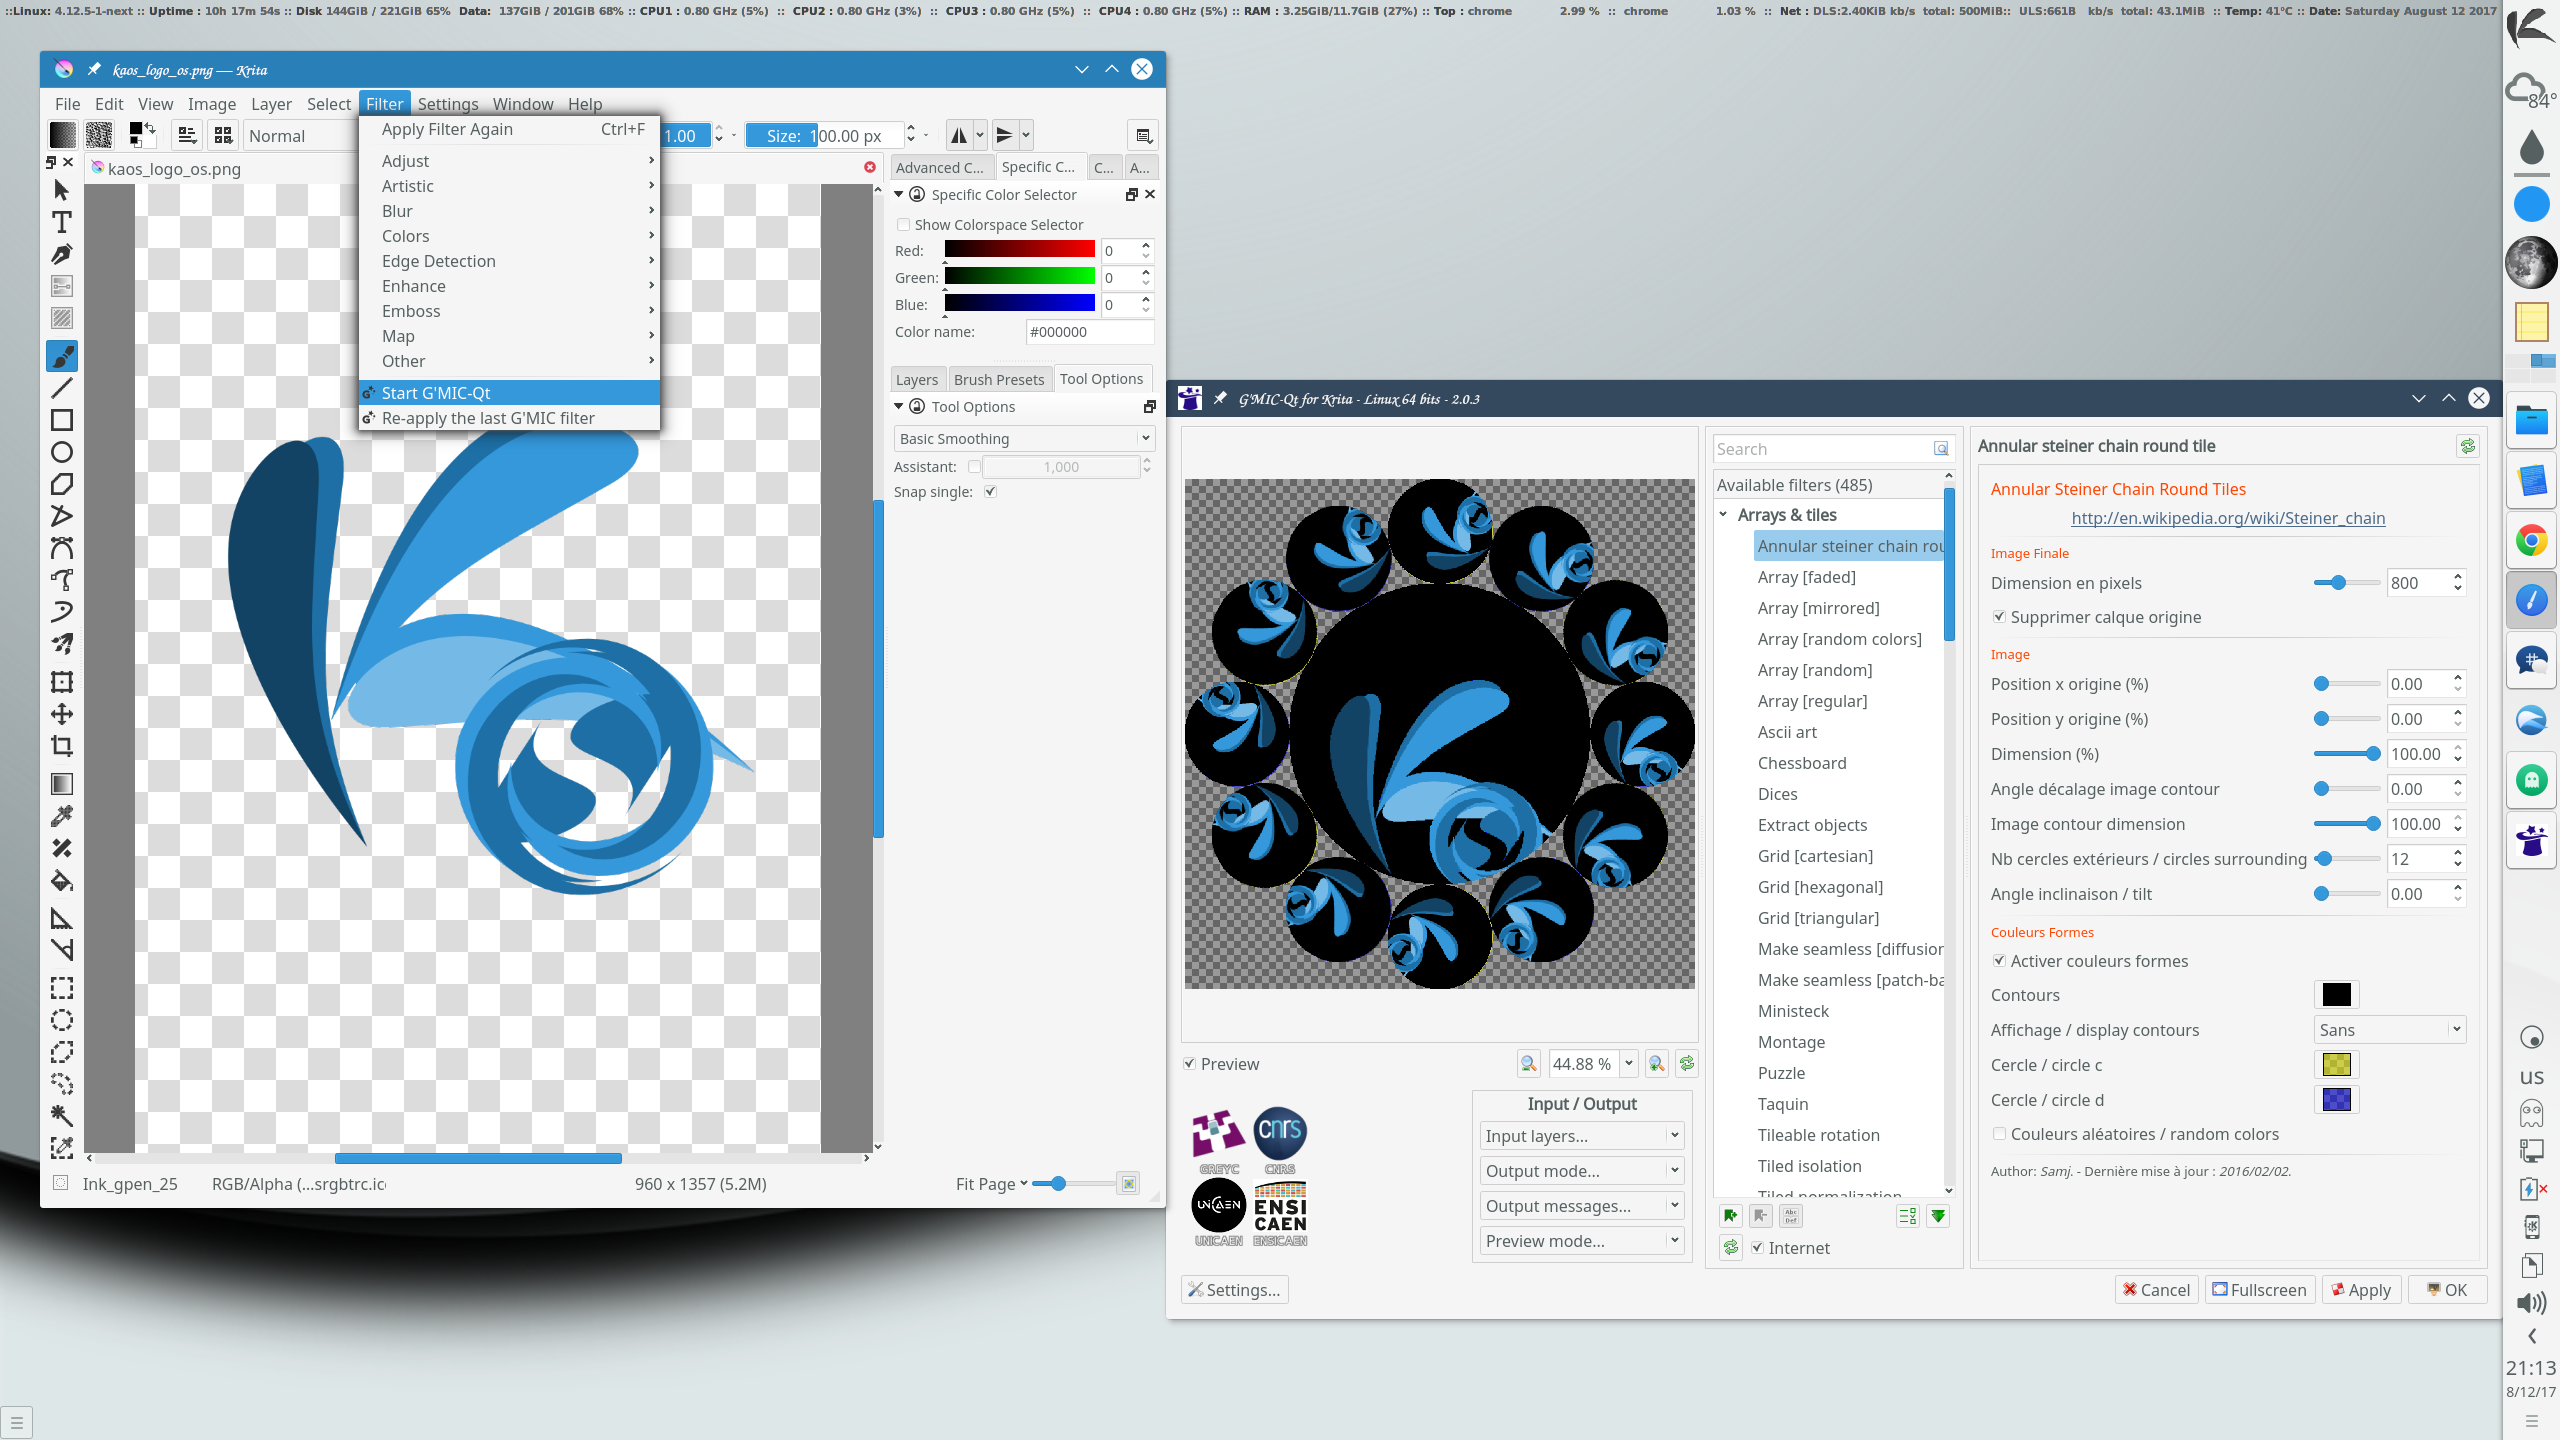 ::Linux: 4.12.5-1-next :: Uptime : 10h 17m 54s :: Disk 144GiB / 221GiB 65% Data: 137GiB / 201GiB 68% :: CPU1 : 0.80 GHz (5%) :: CPU2 : 0.80 GHz (3%) :: CPU3 : 0.80 GHz (5%) :: CPU4 : 0.80 GHz (5%) :: RAM : 3.25GiB/11.7GiB (27%) :: Top : chrome 2.99 % :: chrome 1.03 % :: Net : DLS:2.40KiB kb/s total: 500MiB:: ULS:661B kb/s total: 43.1MiB :: Temp: 41°C :: Date: Saturday August 12 2017
kaos_logo_os.png — Krita
File Edit View Image Layer Select Filter Settings Window Help
Normal
1.00
Size: 100.00 px
kaos_logo_os.png
Apply Filter Again Ctrl+F
Adjust
Artistic
Blur
Colors
Edge Detection
Enhance
Emboss
Map
Other
Start G'MIC-Qt
Re-apply the last G'MIC filter
Advanced C... Specific C... C... A...
Specific Color Selector
Show Colorspace Selector
Red: 0
Green: 0
Blue: 0
Color name: #000000
Layers Brush Presets Tool Options
Tool Options
Basic Smoothing
Assistant: 1,000
Snap single:
Ink_gpen_25
RGB/Alpha (...srgbtrc.icc
960 x 1357 (5.2M)
Fit Page
G'MIC-Qt for Krita - Linux 64 bits - 2.0.3
Preview
44.88 %
GREYC
cnrs
CNRS
UNICAEN
UNICAEN
ENSI
CAEN
ENSICAEN
Input / Output
Input layers...
Output mode...
Output messages...
Preview mode...
Settings...
Search
Available filters (485)
Arrays & tiles
Annular steiner chain rou
Array [faded]
Array [mirrored]
Array [random colors]
Array [random]
Array [regular]
Ascii art
Chessboard
Dices
Extract objects
Grid [cartesian]
Grid [hexagonal]
Grid [triangular]
Make seamless [diffusion
Make seamless [patch-ba
Ministeck
Montage
Puzzle
Taquin
Tileable rotation
Tiled isolation
Tiled normalization
Abc
Def
Internet
Annular steiner chain round tile
Annular Steiner Chain Round Tiles
http://en.wikipedia.org/wiki/Steiner_chain
Image Finale
Dimension en pixels 800
Supprimer calque origine
Image
Position x origine (%) 0.00
Position y origine (%) 0.00
Dimension (%) 100.00
Angle décalage image contour 0.00
Image contour dimension 100.00
Nb cercles extérieurs / circles surrounding 12
Angle inclinaison / tilt 0.00
Couleurs Formes
Activer couleurs formes
Contours
Affichage / display contours Sans
Cercle / circle c
Cercle / circle d
Couleurs aléatoires / random colors
Author: Samj. - Dernière mise à jour : 2016/02/02.
Cancel
Fullscreen
Apply
OK
84°
us
21:13
8/12/17